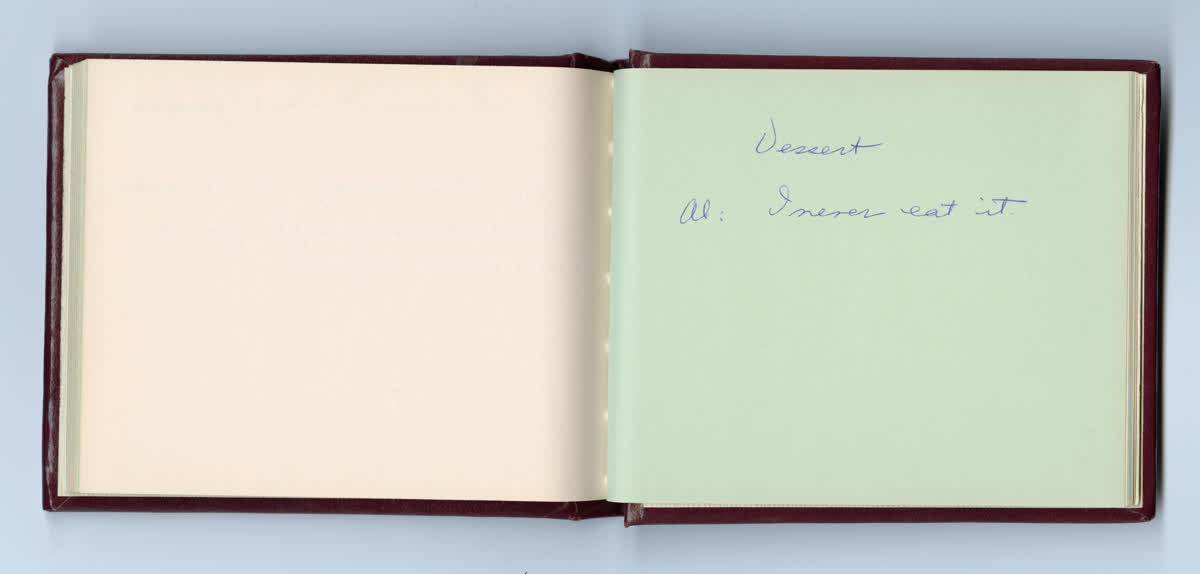 Dessert
Al: I never eat it.